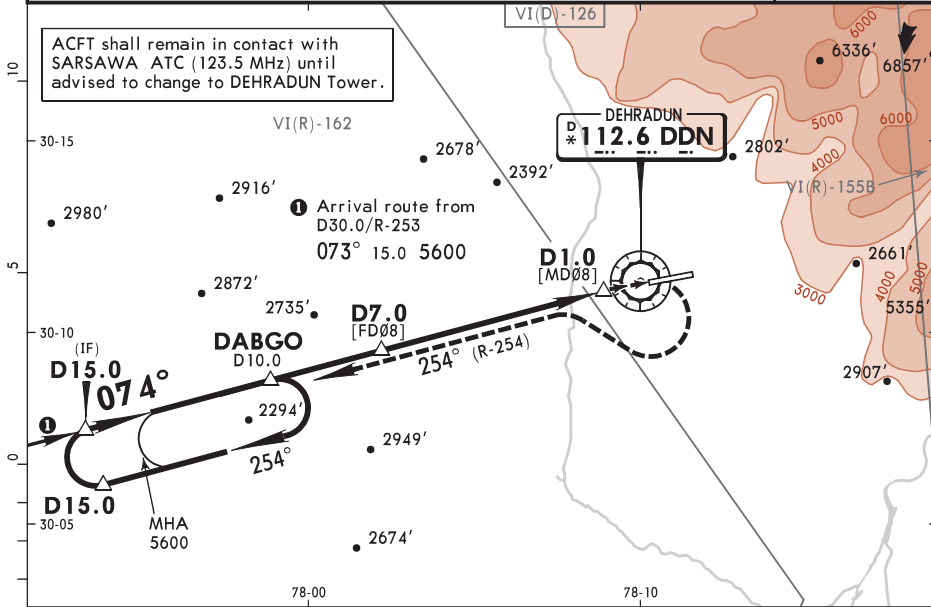 VI(D)-126
ACFT shall remain in contact with
SARSAWA ATC (123.5 MHz) until
advised to change to DEHRADUN Tower.
6000
6336’
6857’
10
VI(R)-162
DEHRADUN
D
* 112.6 DDN
5000
6000
30-15
2678’
2802’
4000
2392’
VI(R)-155B
2916’
2980’
1 Arrival route from
D30.0/R-253
073° 15.0 5600
D1.0
[MDØ8]
2661’
5
2872’
3000
4000
5000
5355’
2735’
D7.0
[FDØ8]
30-10
DABGO
D10.0
254° (R-254)
(IF)
D15.0
074°
2907’
2294’
1
2949’
254°
0
D15.0
MHA
5600
30-05
2674’
78-00
78-10